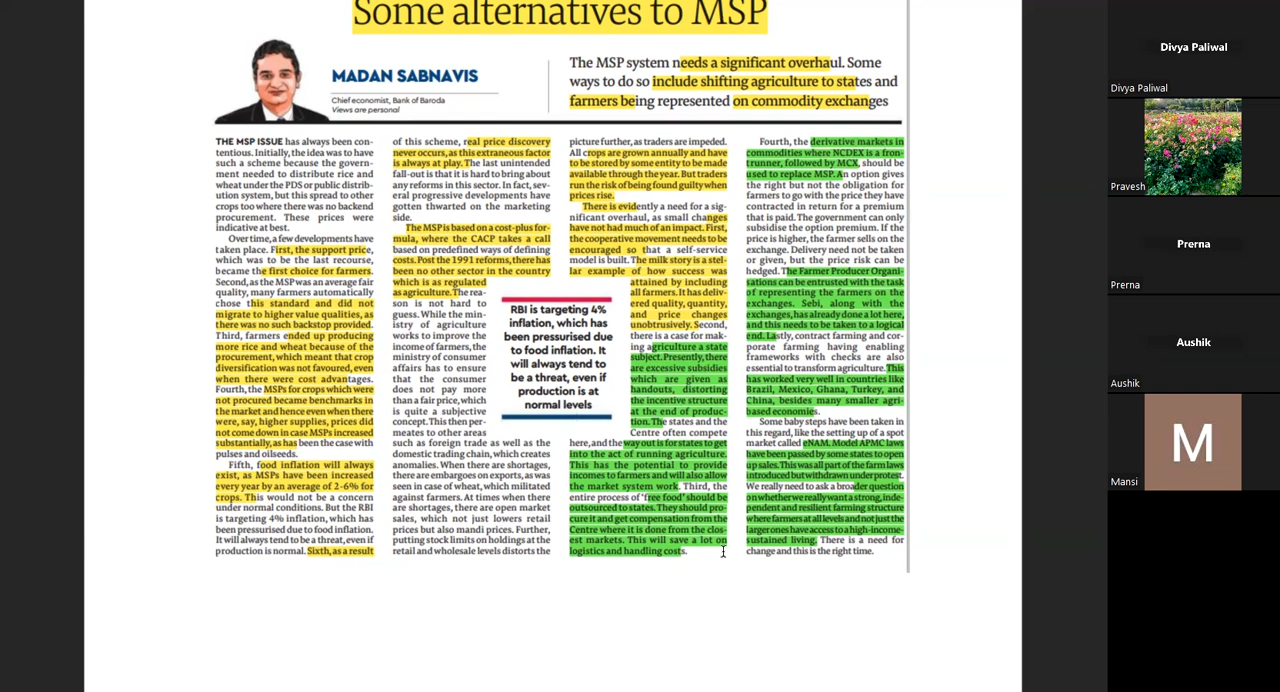 Some alternatives to MSP
MADAN SABNAVIS
Chief economist, Bank of Baroda
Views are personal
The MSP system needs a significant overhaul. Some
ways to do so include shifting agriculture to states and
farmers being represented on commodity exchanges
THE MSP ISSUE has always been con-
tentious. Initially, the idea was to have
such a scheme because the govern-
ment needed to distribute rice and
wheat under the PDS or public distrib-
ution system, but this spread to other
crops too where there was no backend
procurement. These prices were
indicative at best.
Over time, a few developments have
taken place. First, the support price,
which was to be the last recourse,
became the first choice for farmers.
Second, as the MSP was an average fair
quality, many farmers automatically
chose this standard and did not
migrate to higher value qualities, as
there was no such backstop provided.
Third, farmers ended up producing
more rice and wheat because of the
procurement, which meant that crop
diversification was not favoured, even
when there were cost advantages.
Fourth, the MSPs for crops which were
not procured became benchmarks in
the market and hence even when there
were, say, higher supplies, prices did
not come down in case MSPs increased
substantially, as has been the case with
pulses and oilseeds.
Fifth, food inflation will always
exist, as MSPs have been increased
every year by an average of 2-6% for
crops. This would not be a concern
under normal conditions. But the RBI
is targeting 4% inflation, which has
been pressurised due to food inflation.
It will always tend to be a threat, even if
production is normal. Sixth, as a result
of this scheme, real price discovery
never occurs, as this extraneous factor
is always at play. The last unintended
fall-out is that it is hard to bring about
any reforms in this sector. In fact, sev-
eral progressive developments have
gotten thwarted on the marketing
side.
The MSP is based on a cost-plus for-
mula, where the CACP takes a call
based on predefined ways of defining
costs. Post the 1991 reforms, there has
been no other sector in the country
which is as regulated
as agriculture. The rea-
son is not hard to
guess. While the min-
istry of agriculture
works to improve the
income of farmers, the
ministry of consumer
affairs has to ensure
that the consumer
does not pay more
than a fair price, which
is quite a subjective
concept. This then per-
meates to other areas
such as foreign trade as well as the
domestic trading chain, which creates
anomalies. When there are shortages,
there are embargoes on exports, as was
seen in case of wheat, which militated
against farmers. At times when there
are shortages, there are open market
sales, which not just lowers retail
prices but also mandi prices. Further,
putting stock limits on holdings at the
retail and wholesale levels distorts the
RBI is targeting 4%
inflation, which has
been pressurised due
to food inflation. It
will always tend to
be a threat, even if
production is at
normal levels
picture further, as traders are impeded.
All crops are grown annually and have
to be stored by some entity to be made
available through the year. But traders
run the risk of being found guilty when
prices rise.
There is evidently a need for a sig-
nificant overhaul, as small changes
have not had much of an impact. First,
the cooperative movement needs to be
encouraged so that a self-service
model is built. The milk story is a stel-
lar example of how success was
attained by including
all farmers. It has deliv-
ered quality, quantity,
and price changes
unobtrusively. Second,
there is a case for mak-
ing agriculture a state
subject. Presently, there
are excessive subsidies
which are given as
handouts, distorting
the incentive structure
at the end of produc-
tion. The states and the
Centre often compete
here, and the way out is for states to get
into the act of running agriculture.
This has the potential to provide
incomes to farmers and will also allow
the market system work. Third, the
entire process of 'free food' should be
outsourced to states. They should pro-
cure it and get compensation from the
Centre where it is done from the clos-
est markets. This will save a lot on
logistics and handling costs.
Fourth, the derivative markets in
commodities where NCDEX is a fron-
trunner, followed by MCX, should be
used to replace MSP. An option gives
the right but not the obligation for
farmers to go with the price they have
contracted in return for a premium
that is paid. The government can only
subsidise the option premium. If the
price is higher, the farmer sells on the
exchange. Delivery need not be taken
or given, but the price risk can be
hedged. The Farmer Producer Organi-
sations can be entrusted with the task
of representing the farmers on the
exchanges. Sebi, along with the
exchanges, has already done a lot here,
and this needs to be taken to a logical
end. Lastly, contract farming and cor-
porate farming having enabling
frameworks with checks are also
essential to transform agriculture. This
has worked very well in countries like
Brazil, Mexico, Ghana, Turkey, and
China, besides many smaller agri-
based economies.
Some baby steps have been taken in
this regard, like the setting up of a spot
market called eNAM. Model APMC laws
have been passed by some states to open
up sales. This was all part of the farm laws
introduced but withdrawn under protest.
We really need to ask a broader question
on whether we really want a strong, inde-
pendent and resilient farming structure
where farmers at all levels and not just the
larger ones have access to a high-income-
sustained living. There is a need for
change and this is the right time.
Divya Paliwal
Divya Paliwal
Pravesh
Prerna
Prerna
Aushik
Aushik
M
Mansi